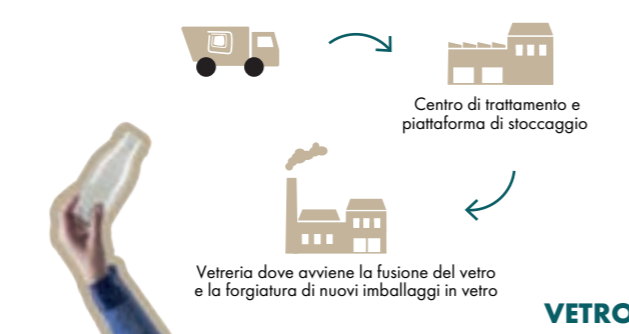 Centro di trattamento e
piattaforma di stoccaggio
Vetreria dove avviene la fusione del vetro
e la forgiatura di nuovi imballaggi in vetro
VETRO